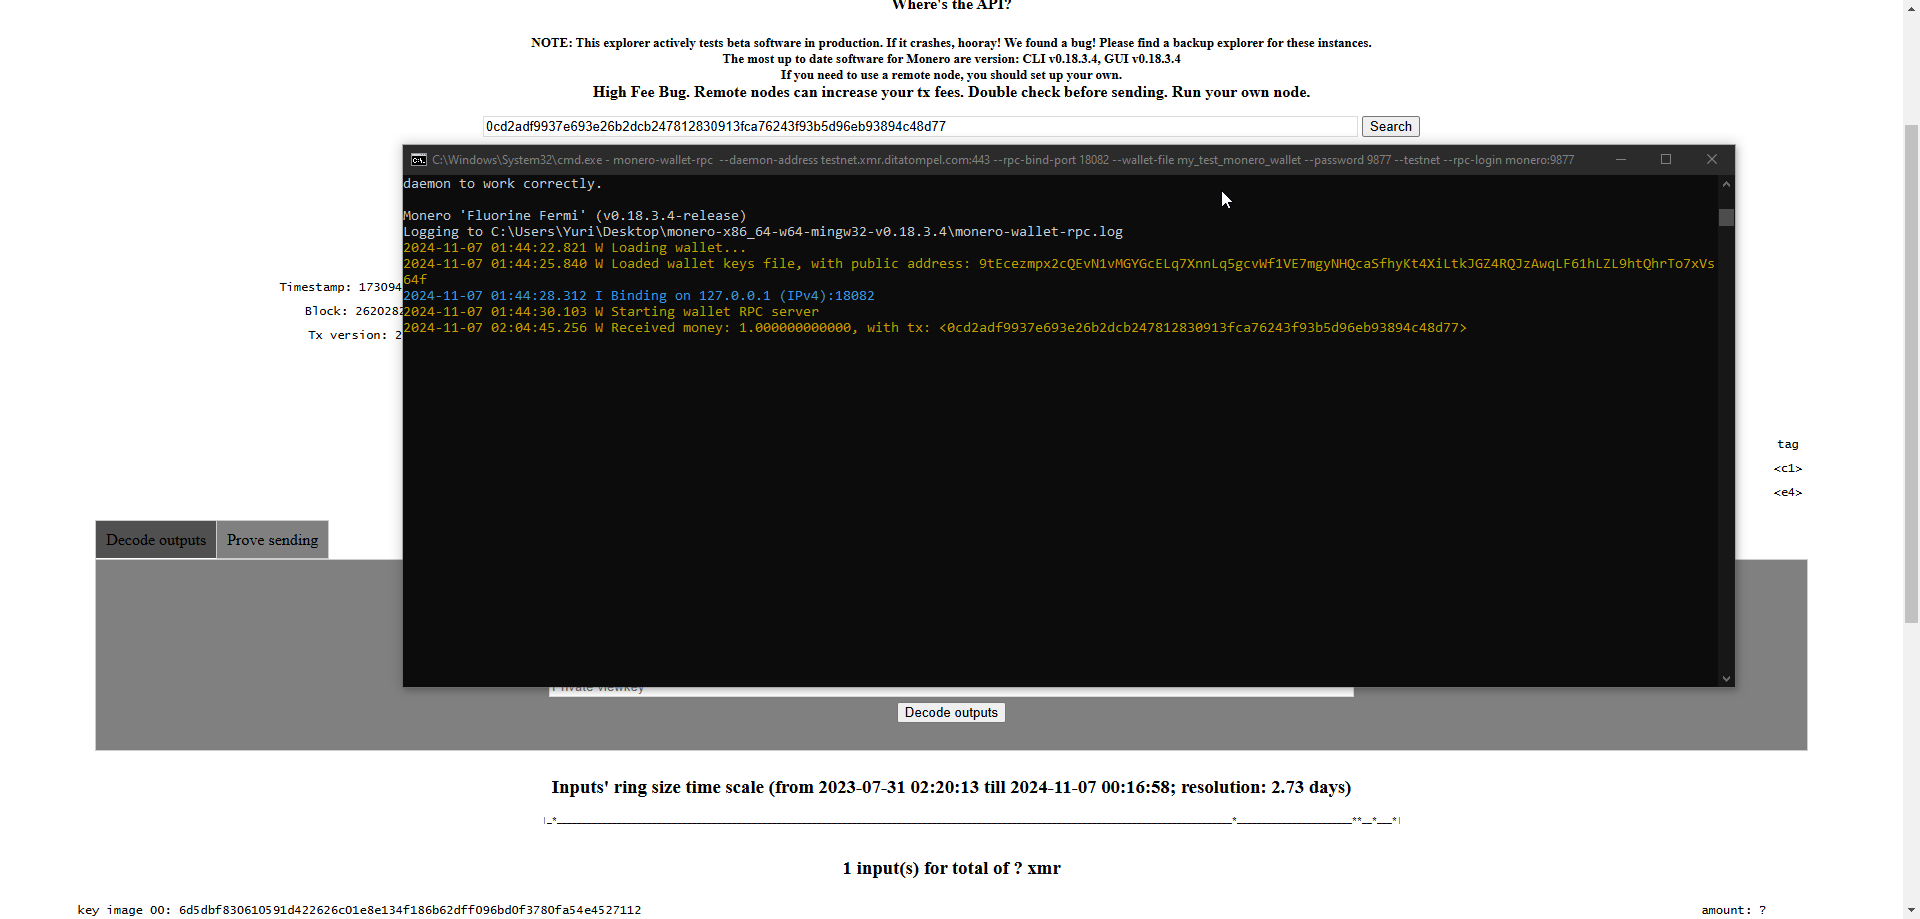 Where's the API?
NOTE: This explorer actively tests beta software in production. If it crashes, hooray! We found a bug! Please find a backup explorer for these instances.
The most up to date software for Monero are version: CLI v0.18.3.4, GUI v0.18.3.4
If you need to use a remote node, you should set up your own.
High Fee Bug. Remote nodes can increase your tx fees. Double check before sending. Run your own node.
0cd2adf9937e693e26b2dcb247812830913fca76243f93b5d96eb93894c48d77
Search
C:\Windows\System32\cmd.exe - monero-wallet-rpc --daemon-address testnet.xmr.ditatompel.com:443 --rpc-bind-port 18082 --wallet-file my_test_monero_wallet --password 9877 --testnet --rpc-login monero:9877
daemon to work correctly.
Monero 'Fluorine Fermi' (v0.18.3.4-release)
Logging to C:\Users\Yuri\Desktop\monero-x86_64-w64-mingw32-v0.18.3.4\monero-wallet-rpc.log
2024-11-07 01:44:22.821 W Loading wallet...
2024-11-07 01:44:25.840 W Loaded wallet keys file, with public address: 9tEcezmpx2cQEvN1vMGYGcELq7XnnLq5gcvWf1VE7mgyNHQcaSfhyKt4XiLtkJGZ4RQJzAwqLF61hLZL9htQhrTo7xVs
64f
2024-11-07 01:44:28.312 I Binding on 127.0.0.1 (IPv4):18082
2024-11-07 01:44:30.103 W Starting wallet RPC server
2024-11-07 02:04:45.256 W Received money: 1.000000000000, with tx: <0cd2adf9937e693e26b2dcb247812830913fca76243f93b5d96eb93894c48d77>
Timestamp: 173094
Block: 2620282
Tx version: 2
tag
<c1>
<e4>
Decode outputs
Prove sending
Private viewkey
Decode outputs
Inputs' ring size time scale (from 2023-07-31 02:20:13 till 2024-11-07 00:16:58; resolution: 2.73 days)
1 input(s) for total of ? xmr
key image 00: 6d5dbf830610591d422626c01e8e134f186b62dff096bd0f3780fa54e4527112
amount: ?